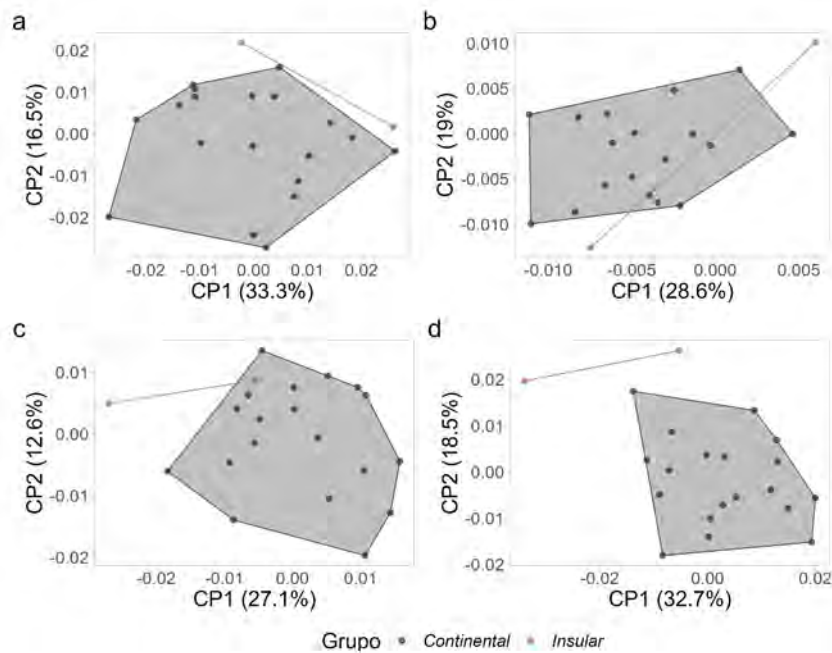 a
0.02
0.01
0.00
-0.01
-0.02
CP2 (16.5%)
-0.02 -0.01 0.00 0.01 0.02
CP1 (33.3%)
b
0.010
0.005
0.000
-0.005
-0.010
CP2 (19%)
-0.010 -0.005 0.000 0.005
CP1 (28.6%)
c
0.01
0.00
-0.01
-0.02
CP2 (12.6%)
-0.02 -0.01 0.00 0.01
CP1 (27.1%)
d
0.02
0.01
0.00
-0.01
-0.02
CP2 (18.5%)
-0.02 0.00 0.02
CP1 (32.7%)
Grupo Continental Insular